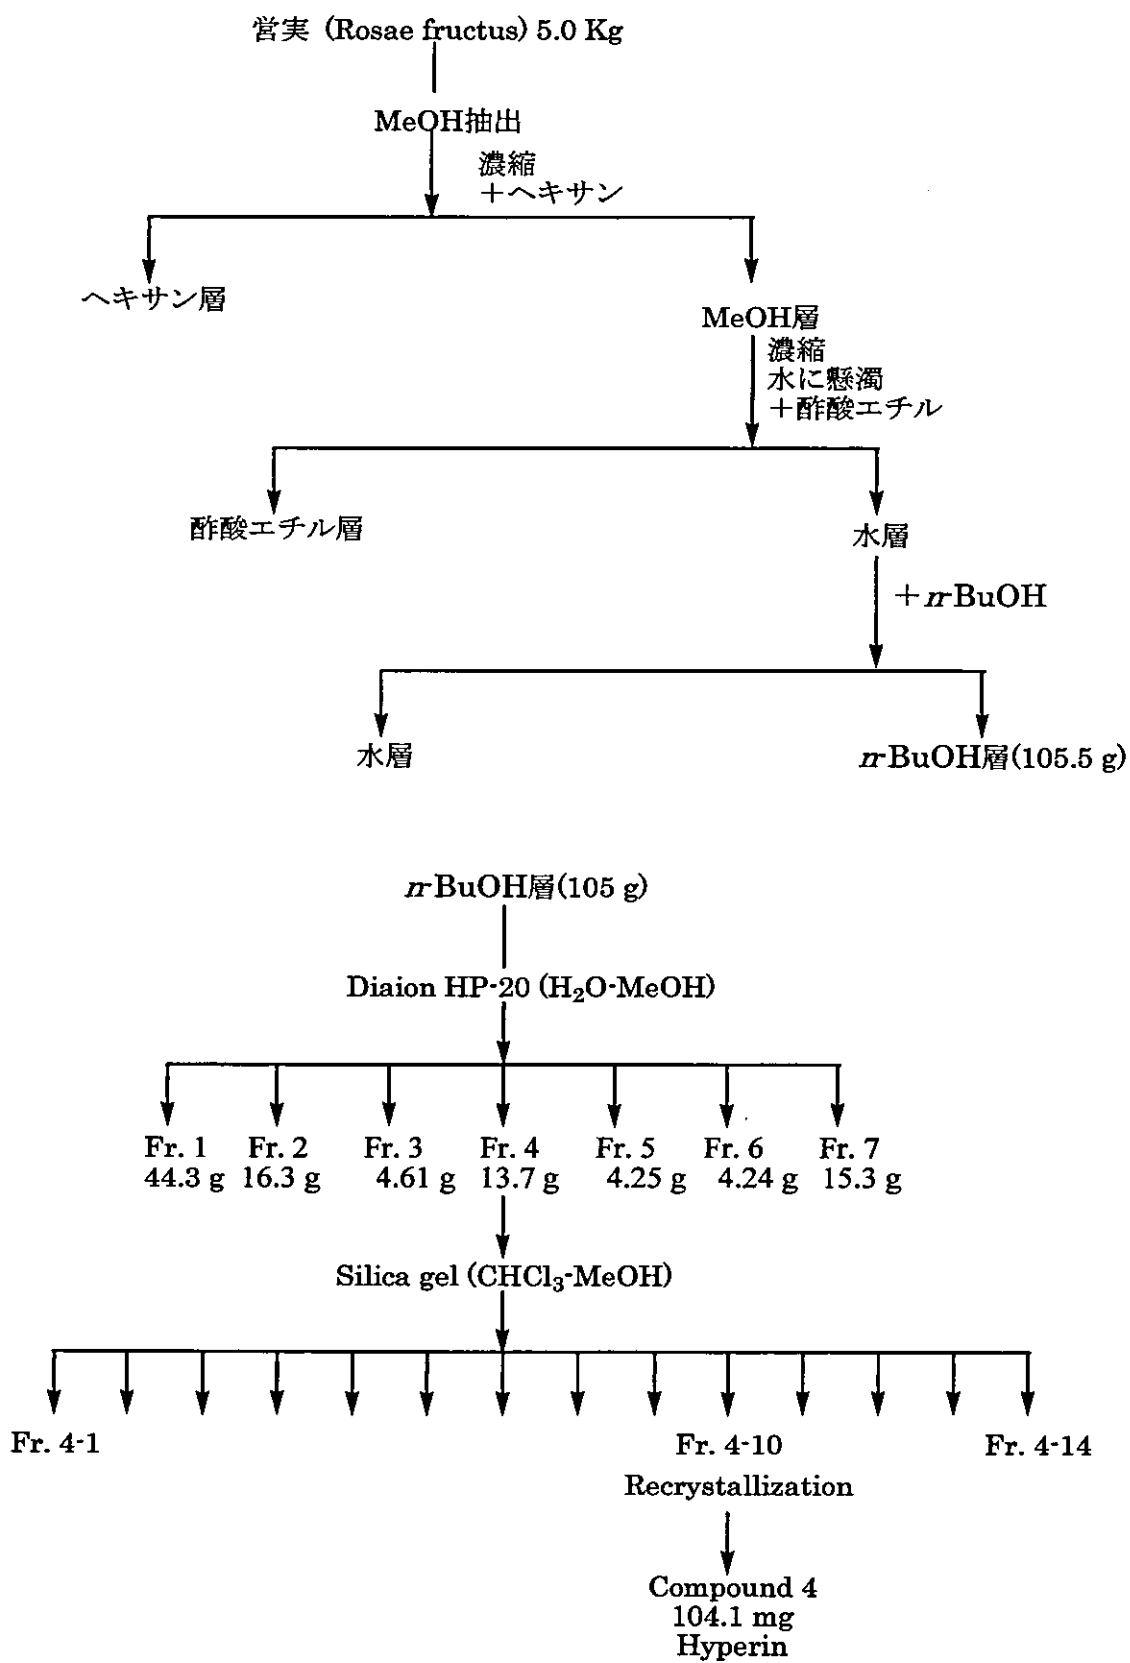 営実 (Rosae fructus) 5.0 Kg
MeOH抽出
濃縮
＋ヘキサン
ヘキサン層
MeOH層
濃縮
水に懸濁
＋酢酸エチル
酢酸エチル層
水層
＋n-BuOH
水層
n-BuOH層(105.5 g)
n-BuOH層(105 g)
Diaion HP-20 (H₂O-MeOH)
Fr. 1 Fr. 2 Fr. 3 Fr. 4 Fr. 5 Fr. 6 Fr. 7
44.3 g 16.3 g 4.61 g 13.7 g 4.25 g 4.24 g 15.3 g
Silica gel (CHCl₃-MeOH)
Fr. 4-1 Fr. 4-10 Fr. 4-14
Recrystallization
Compound 4
104.1 mg
Hyperin